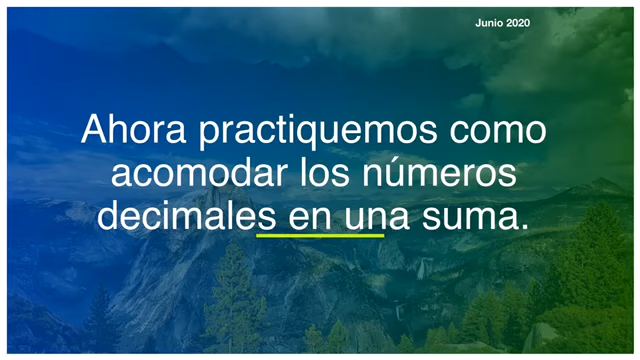 Junio 2020
Ahora practiquemos como
acomodar los números
decimales en una suma.